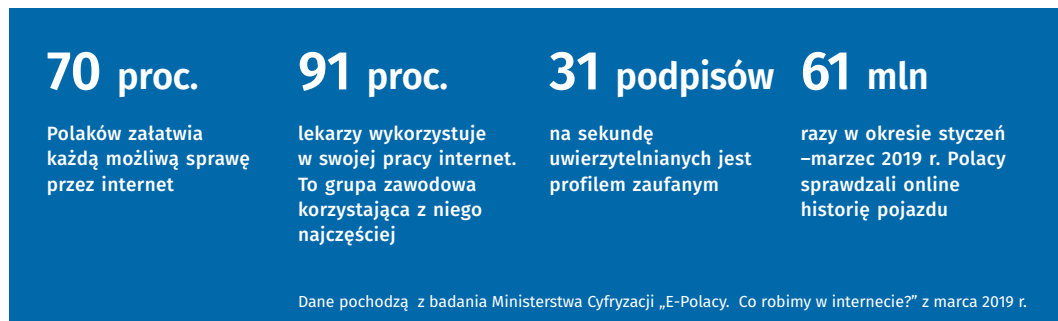 70 proc.
Polaków załatwia
każdą możliwą sprawę
przez internet
91 proc.
lekarzy wykorzystuje
w swojej pracy internet.
To grupa zawodowa
korzystająca z niego
najczęściej
31 podpisów
na sekundę
uwierzytelnianych jest
profilem zaufanym
61 mln
razy w okresie styczeń
–marzec 2019 r. Polacy
sprawdzali online
historię pojazdu
Dane pochodzą z badania Ministerstwa Cyfryzacji „E-Polacy. Co robimy w internecie?” z marca 2019 r.